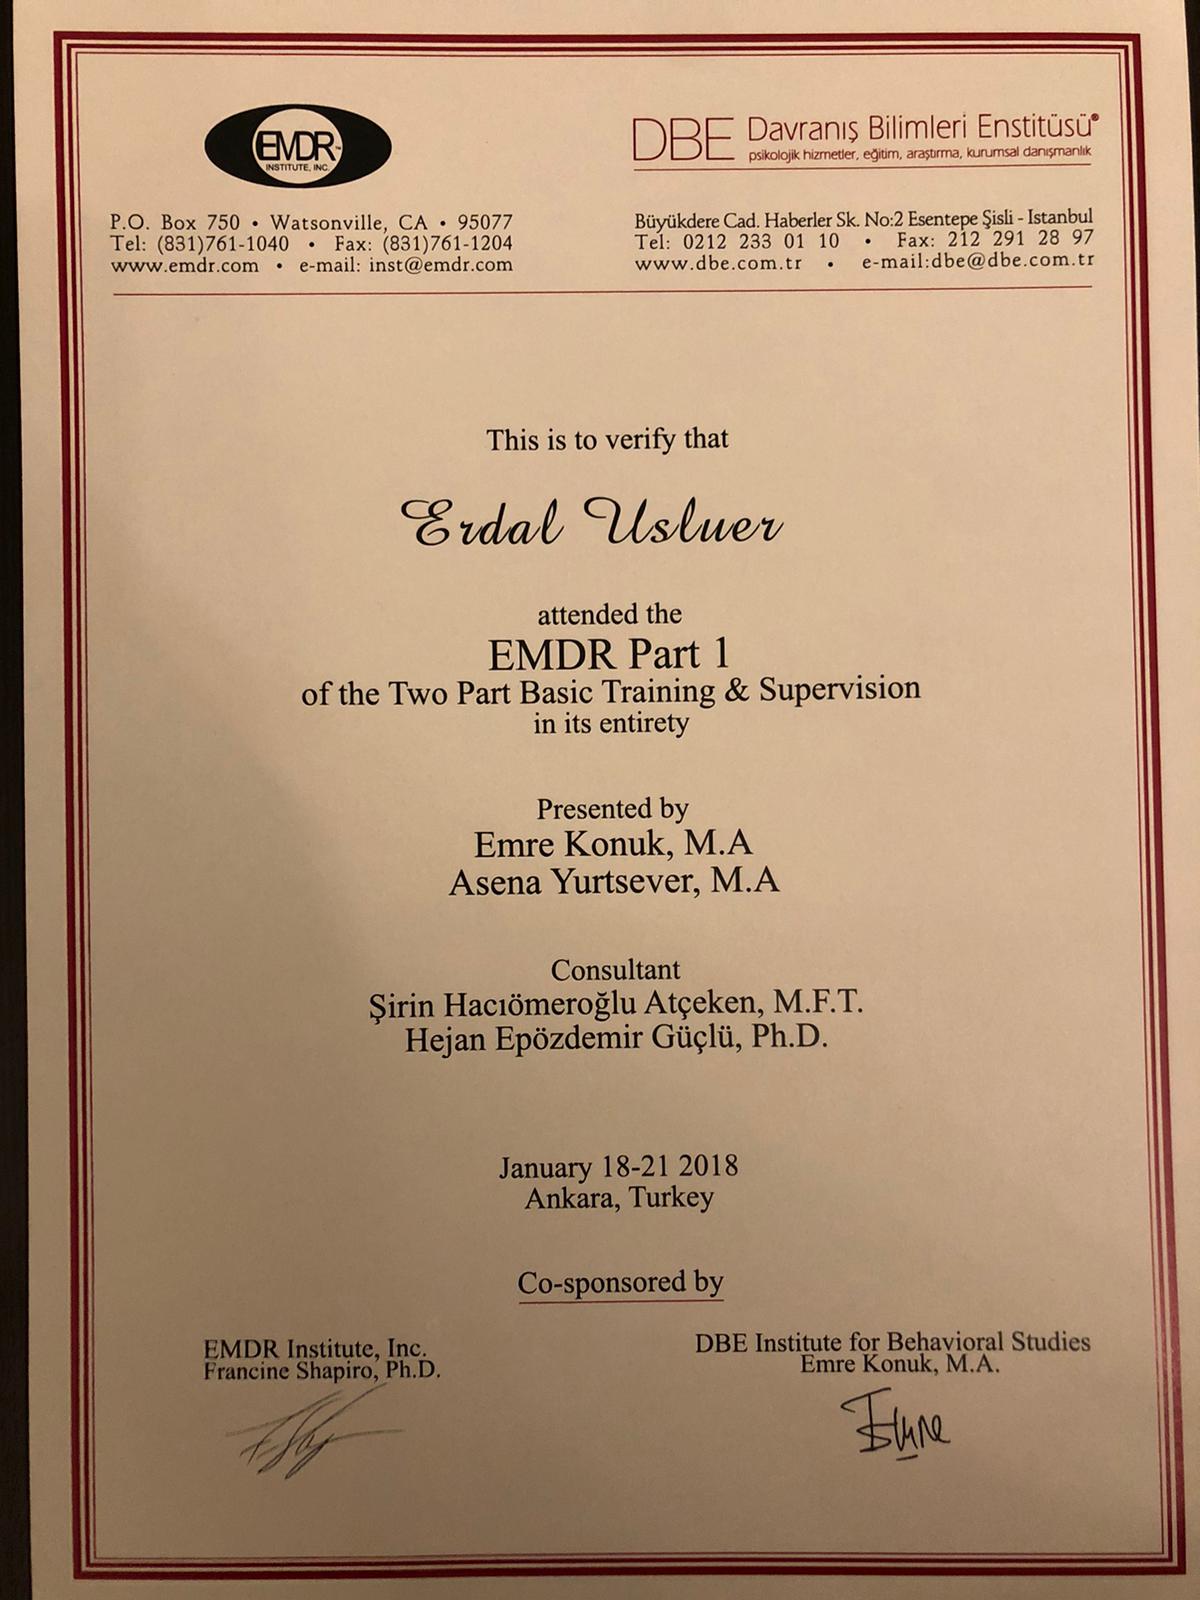 EMDR™
INSTITUTE, INC.
P.O. Box 750 • Watsonville, CA • 95077
Tel: (831)761-1040 • Fax: (831)761-1204
www.emdr.com • e-mail: inst@emdr.com
DBE Davranış Bilimleri Enstitüsü®
psikolojik hizmetler, eğitim, araştırma, kurumsal danışmanlık
Büyükdere Cad. Haberler Sk. No:2 Esentepe Şisli - Istanbul
Tel: 0212 233 01 10 • Fax: 212 291 28 97
www.dbe.com.tr • e-mail:dbe@dbe.com.tr
This is to verify that
Erdal Usluer
attended the
EMDR Part 1
of the Two Part Basic Training & Supervision
in its entirety
Presented by
Emre Konuk, M.A
Asena Yurtsever, M.A
Consultant
Şirin Hacıömeroğlu Atçeken, M.F.T.
Hejan Epözdemir Güçlü, Ph.D.
January 18-21 2018
Ankara, Turkey
Co-sponsored by
EMDR Institute, Inc.
Francine Shapiro, Ph.D.
DBE Institute for Behavioral Studies
Emre Konuk, M.A.